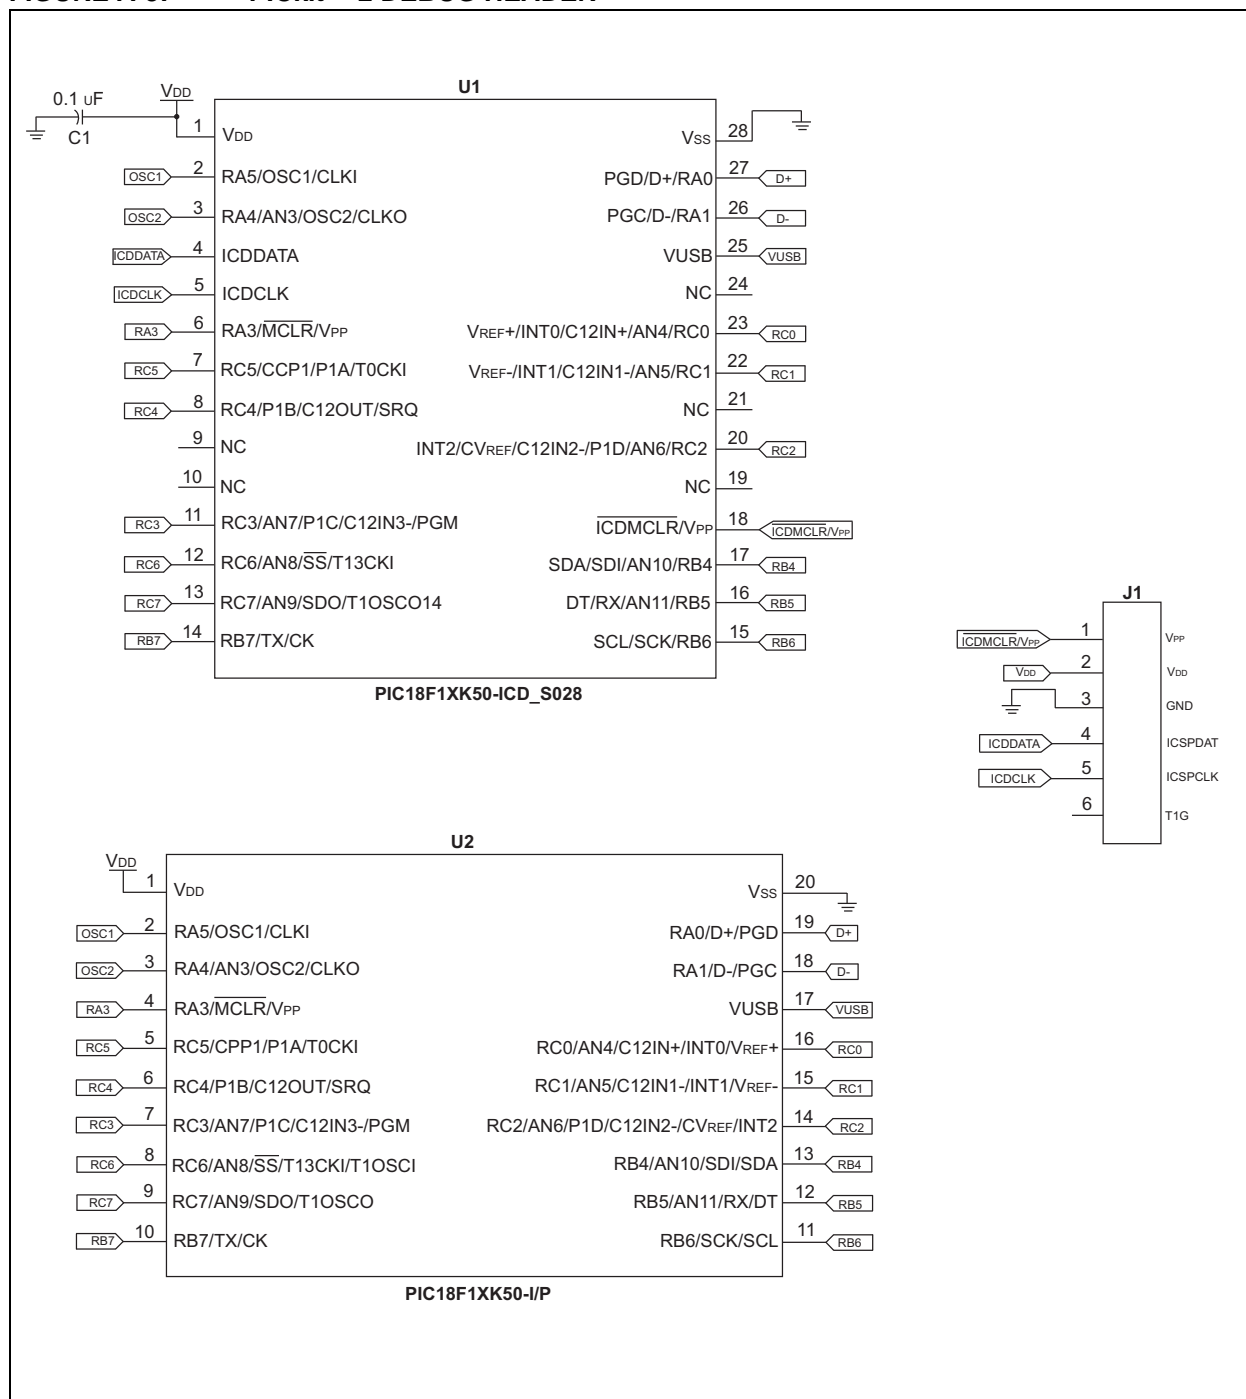 U1
0.1 uF
VDD
C1
1 VDD
VSS 28
OSC1 2 RA5/OSC1/CLKI
PGD/D+/RA0 27 D+
OSC2 3 RA4/AN3/OSC2/CLKO
PGC/D-/RA1 26 D-
ICDDATA 4 ICDDATA
VUSB 25 VUSB
ICDCLK 5 ICDCLK
NC 24
RA3 6 RA3/MCLR/VPP
VREF+/INT0/C12IN+/AN4/RC0 23 RC0
RC5 7 RC5/CCP1/P1A/T0CKI
VREF-/INT1/C12IN1-/AN5/RC1 22 RC1
RC4 8 RC4/P1B/C12OUT/SRQ
NC 21
9 NC
INT2/CVREF/C12IN2-/P1D/AN6/RC2 20 RC2
10 NC
NC 19
RC3 11 RC3/AN7/P1C/C12IN3-/PGM
ICDMCLR/VPP 18 ICDMCLR/VPP
RC6 12 RC6/AN8/SS/T13CKI
SDA/SDI/AN10/RB4 17 RB4
RC7 13 RC7/AN9/SDO/T1OSCO14
DT/RX/AN11/RB5 16 RB5
RB7 14 RB7/TX/CK
SCL/SCK/RB6 15 RB6
PIC18F1XK50-ICD_S028
J1
ICDMCLR/VPP 1 VPP
VDD 2 VDD
3 GND
ICDDATA 4 ICSPDAT
ICDCLK 5 ICSPCLK
6 T1G
U2
VDD
1 VDD
VSS 20
OSC1 2 RA5/OSC1/CLKI
RA0/D+/PGD 19 D+
OSC2 3 RA4/AN3/OSC2/CLKO
RA1/D-/PGC 18 D-
RA3 4 RA3/MCLR/VPP
VUSB 17 VUSB
RC5 5 RC5/CPP1/P1A/T0CKI
RC0/AN4/C12IN+/INT0/VREF+ 16 RC0
RC4 6 RC4/P1B/C12OUT/SRQ
RC1/AN5/C12IN1-/INT1/VREF- 15 RC1
RC3 7 RC3/AN7/P1C/C12IN3-/PGM
RC2/AN6/P1D/C12IN2-/CVREF/INT2 14 RC2
RC6 8 RC6/AN8/SS/T13CKI/T1OSCI
RB4/AN10/SDI/SDA 13 RB4
RC7 9 RC7/AN9/SDO/T1OSCO
RB5/AN11/RX/DT 12 RB5
RB7 10 RB7/TX/CK
RB6/SCK/SCL 11 RB6
PIC18F1XK50-I/P